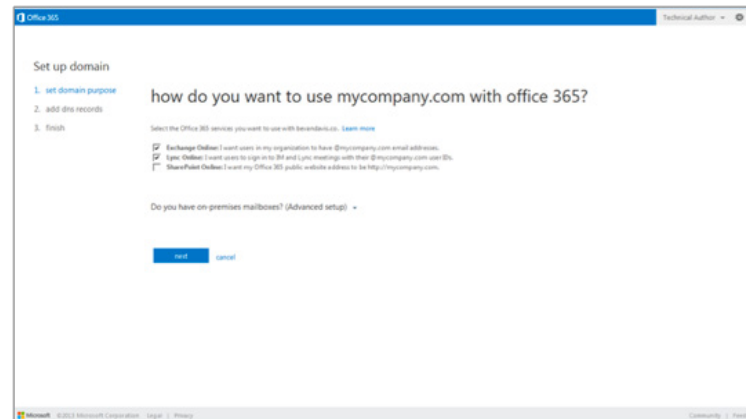 Office 365
Technical Author
Set up domain
1. set domain purpose
2. add dns records
3. finish
how do you want to use mycompany.com with office 365?
Select the Office 365 services you want to use with bevandavis.co. Learn more
Exchange Online: I want users in my organization to have @mycompany.com email addresses.
Lync Online: I want users to sign in to IM and Lync meetings with their @mycompany.com user IDs.
SharePoint Online: I want my Office 365 public website address to be http://mycompany.com.
Do you have on-premises mailboxes? (Advanced setup)
next cancel
Microsoft ©2013 Microsoft Corporation Legal | Privacy
Community |